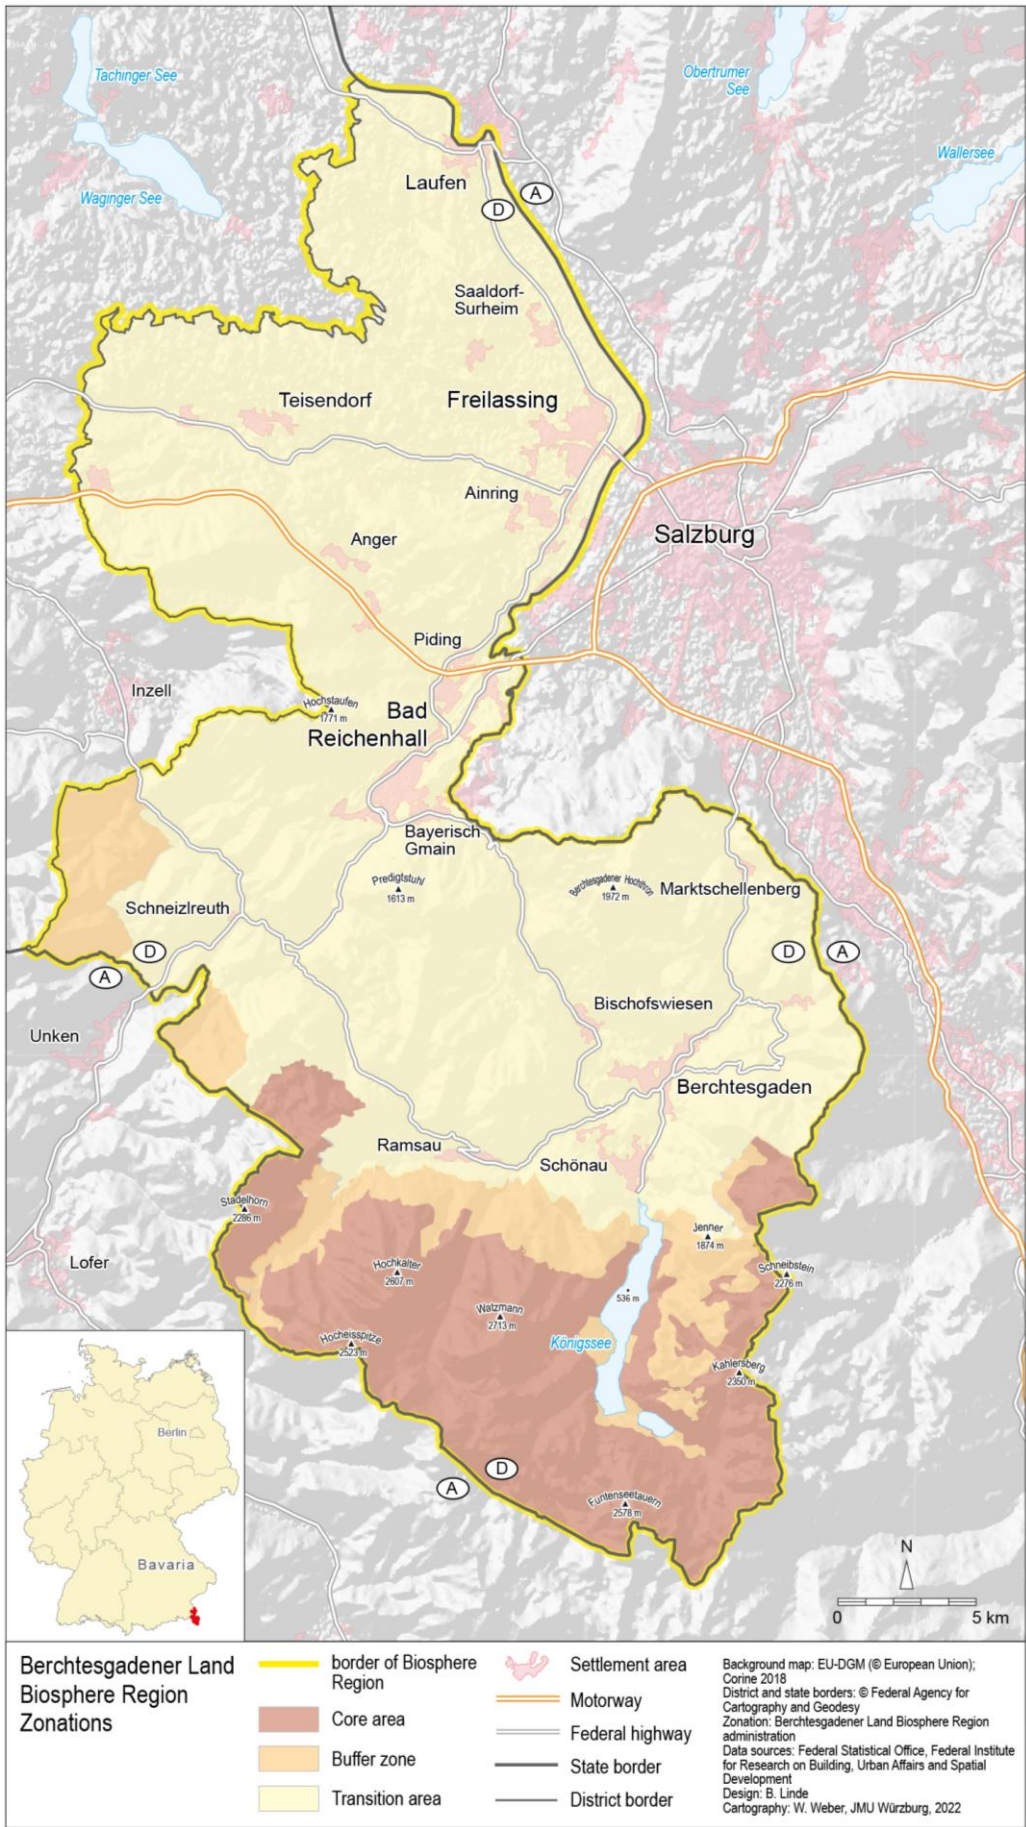 Tachinger See
Obertrumer
See
Wallersee
Waginger See
Laufen
A
D
Saaldorf-
Surheim
Teisendorf
Freilassing
Ainring
Salzburg
Anger
Piding
Inzell
Hochstaufen
1771 m
Bad
Reichenhall
Bayerisch
Gmain
Predigtstuhl
1613 m
Berchtesgadener Hochthron
1972 m
Marktschellenberg
Schneizlreuth
D
A
D
A
Bischofswiesen
Unken
Berchtesgaden
Ramsau
Schönau
Stadelhorn
2286 m
Jenner
1874 m
Lofer
Hochkalter
2607 m
Schneibstein
2276 m
536 m
Watzmann
2713 m
Hocheisspitze
2523 m
Königssee
Kahlersberg
2350 m
Berlin
D
A
Funtenseetauern
2578 m
Bavaria
N
0 5 km
Berchtesgadener Land
Biosphere Region
Zonations
border of Biosphere
Region
Core area
Buffer zone
Transition area
Settlement area
Motorway
Federal highway
State border
District border
Background map: EU-DGM (© European Union);
Corine 2018
District and state borders: © Federal Agency for
Cartography and Geodesy
Zonation: Berchtesgadener Land Biosphere Region
administration
Data sources: Federal Statistical Office, Federal Institute
for Research on Building, Urban Affairs and Spatial
Development
Design: B. Linde
Cartography: W. Weber, JMU Würzburg, 2022